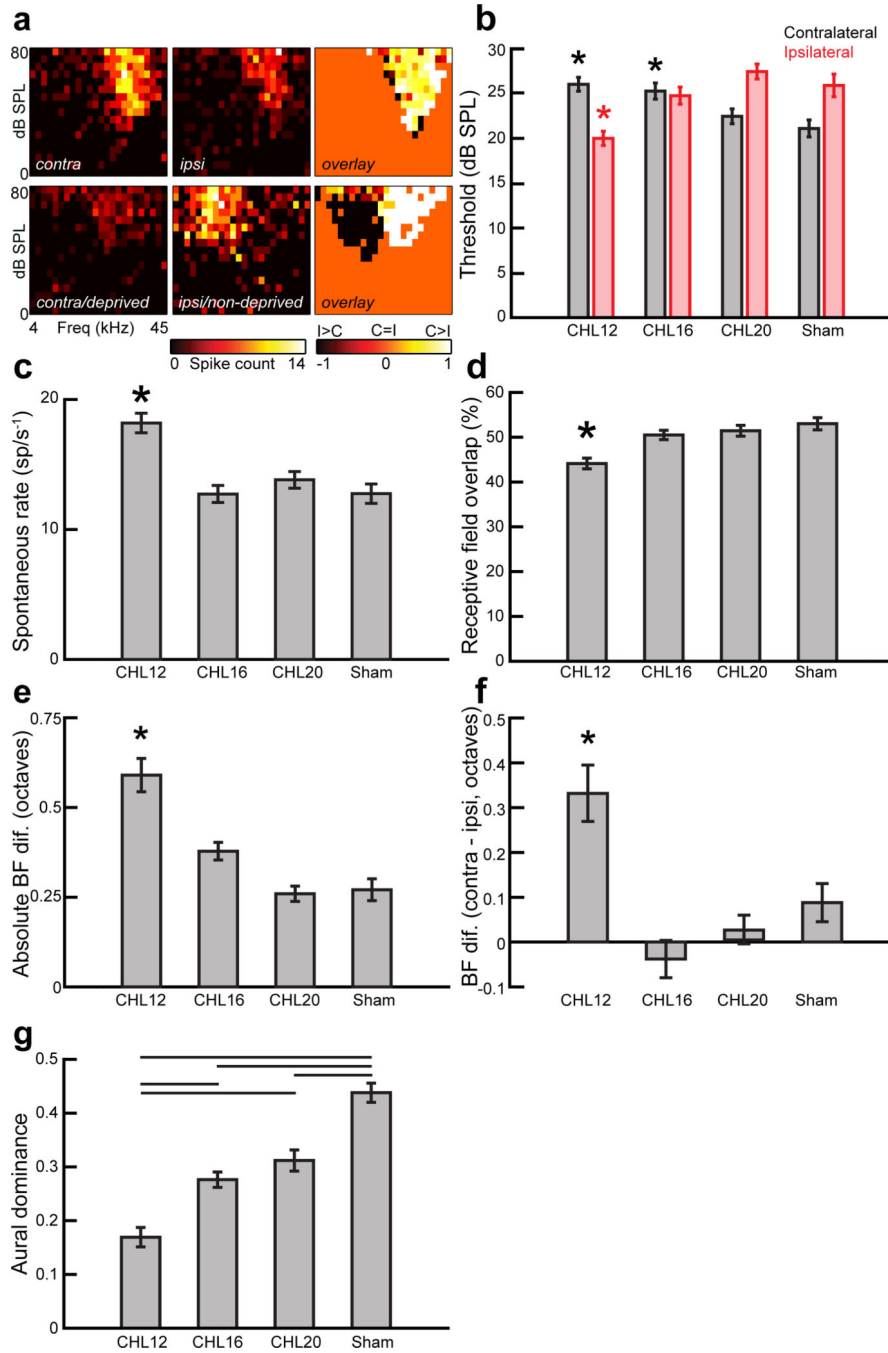 a
80
dB SPL
0
contra
ipsi
overlay
80
dB SPL
0
contra/deprived
ipsi/non-deprived
overlay
4 Freq (kHz) 45
I>C C=I C>I
0 Spike count 14
-1 0 1
b
Contralateral
Ipsilateral
Threshold (dB SPL)
30
25
20
15
10
5
0
* * *
CHL12 CHL16 CHL20 Sham
c
Spontaneous rate (sp/s⁻¹)
20
10
0
*
CHL12 CHL16 CHL20 Sham
d
Receptive field overlap (%)
60
50
40
30
20
10
0
*
CHL12 CHL16 CHL20 Sham
e
Absolute BF dif. (octaves)
0.75
0.5
0.25
0
*
CHL12 CHL16 CHL20 Sham
f
BF dif. (contra - ipsi, octaves)
0.5
0.4
0.3
0.2
0.1
0
-0.1
*
CHL12 CHL16 CHL20 Sham
g
Aural dominance
0.5
0.4
0.3
0.2
0.1
0
CHL12 CHL16 CHL20 Sham